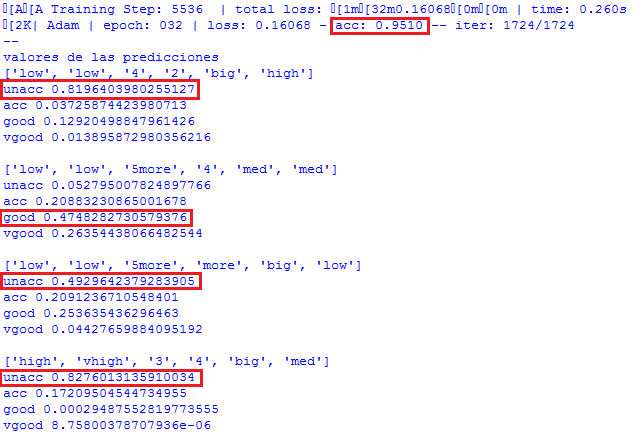 [A[A Training Step: 5536 | total loss: [1m[32m0.16068[0m[0m | time: 0.260s
[2K| Adam | epoch: 032 | loss: 0.16068 - acc: 0.9510 -- iter: 1724/1724
--
valores de las predicciones
['low', 'low', '4', '2', 'big', 'high']
unacc 0.8196403980255127
acc 0.03725874423980713
good 0.12920498847961426
vgood 0.013895872980356216
['low', 'low', '5more', '4', 'med', 'med']
unacc 0.052795007824897766
acc 0.20883230865001678
good 0.4748282730579376
vgood 0.26354438066482544
['low', 'low', '5more', 'more', 'big', 'low']
unacc 0.4929642379283905
acc 0.2091236710548401
good 0.253635436296463
vgood 0.04427659884095192
['high', 'vhigh', '3', '4', 'big', 'med']
unacc 0.8276013135910034
acc 0.17209504544734955
good 0.00029487552819773555
vgood 8.75800378707936e-06